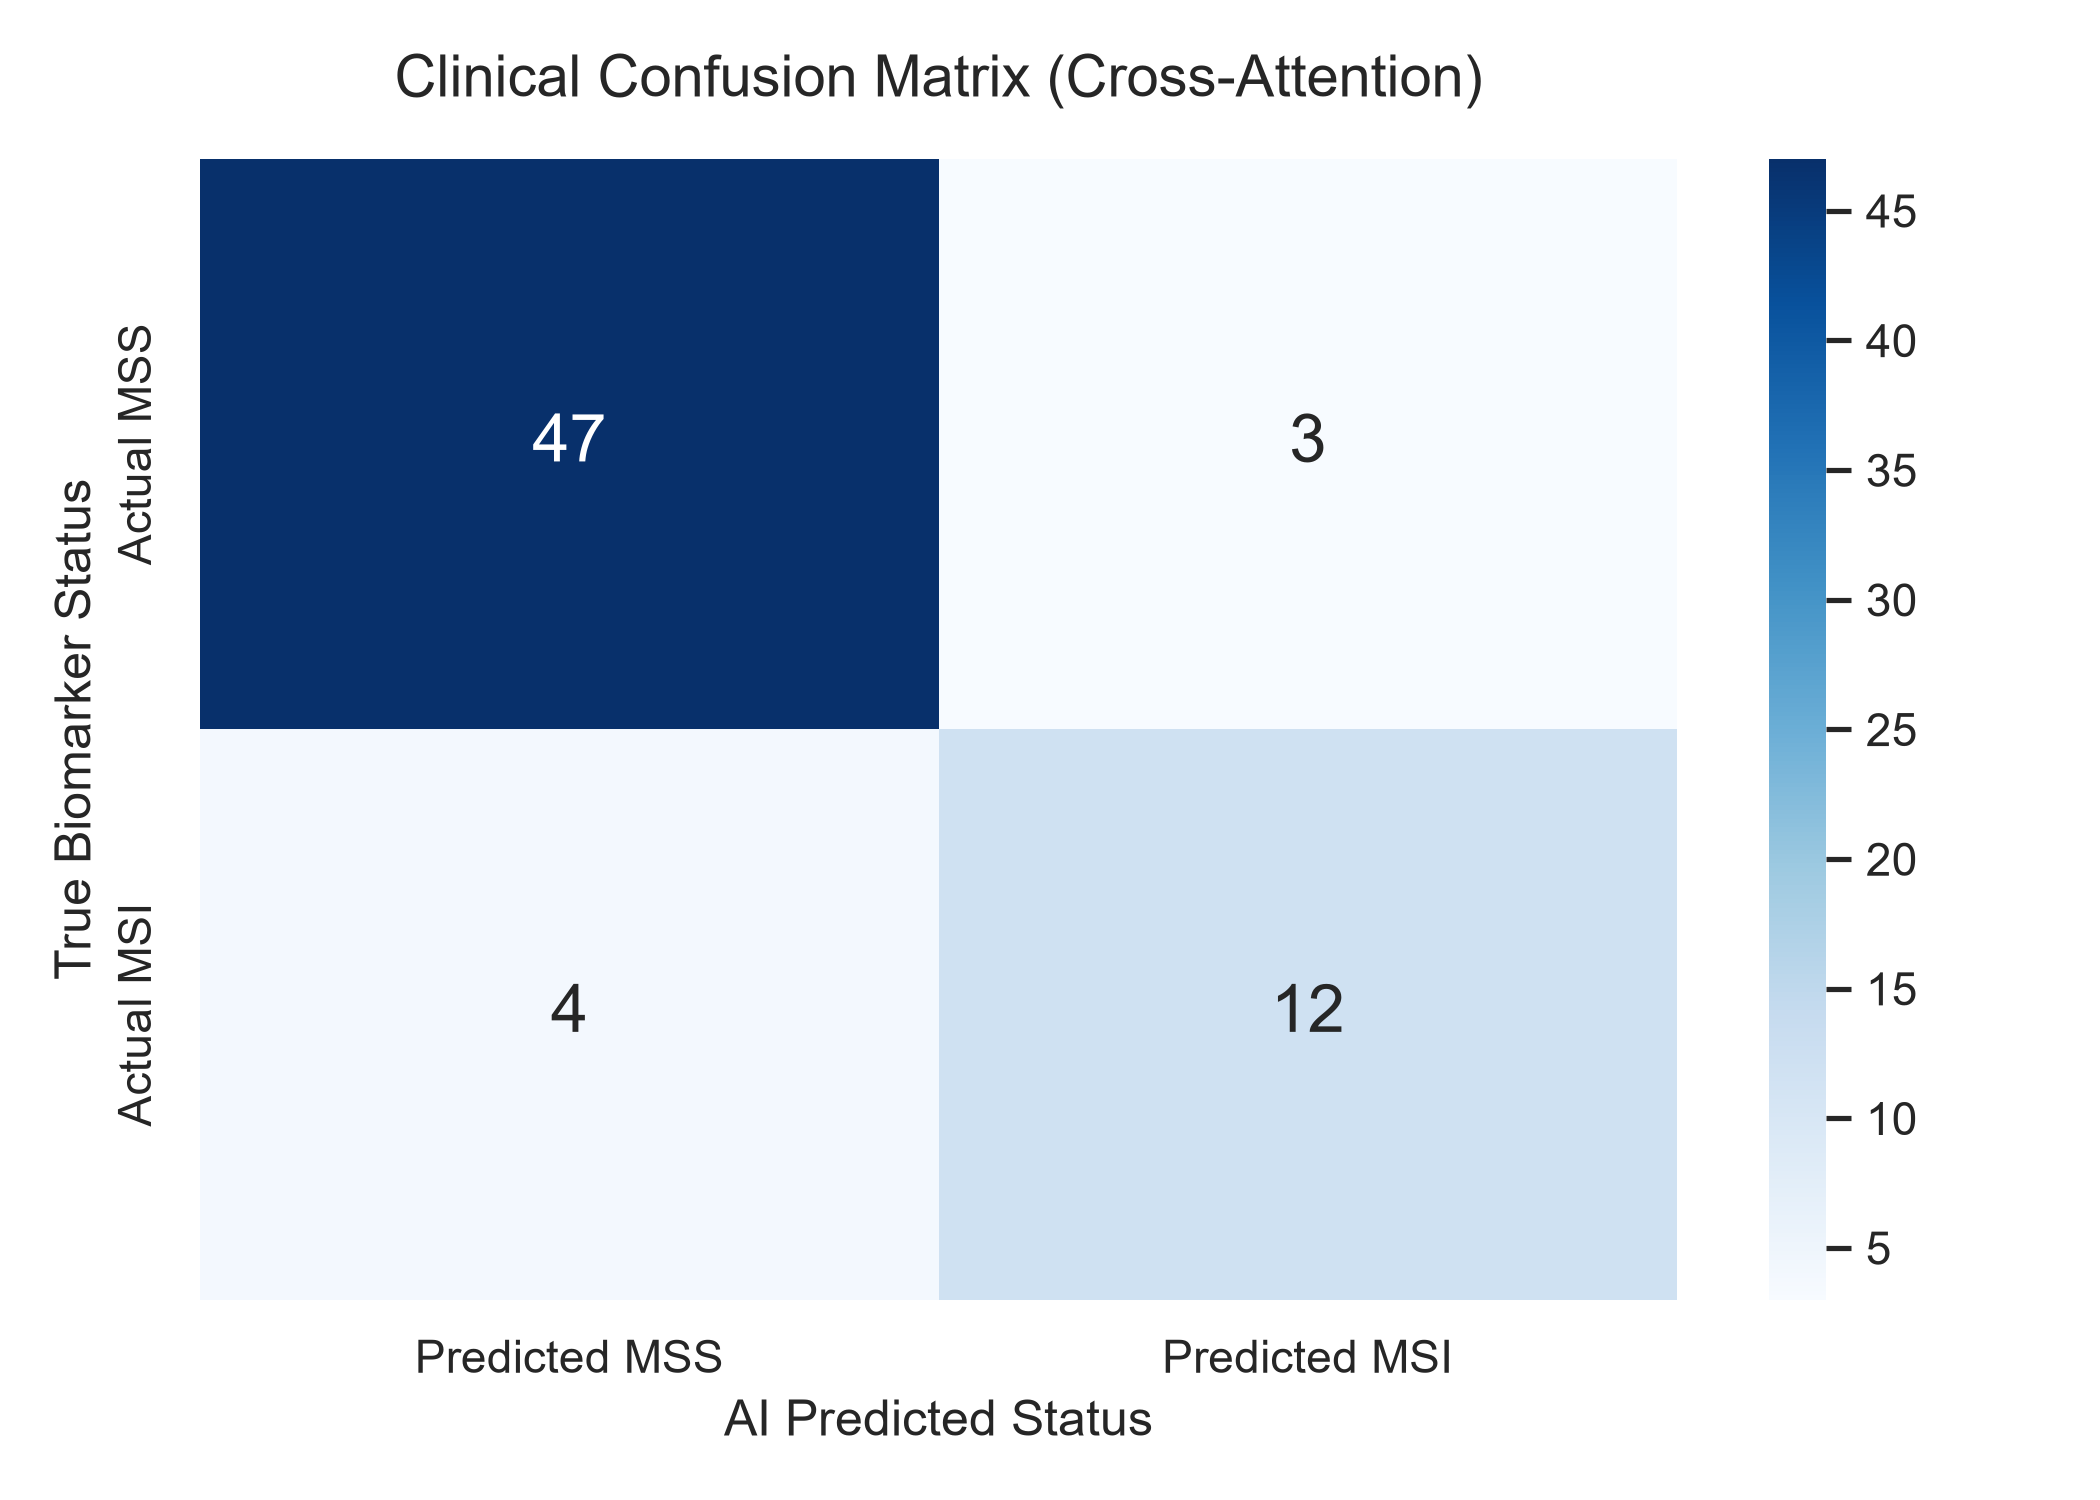 Clinical Confusion Matrix (Cross-Attention)
True Biomarker Status
Actual MSS
47
3
Actual MSI
4
12
Predicted MSS
Predicted MSI
AI Predicted Status
45
40
35
30
25
20
15
10
5